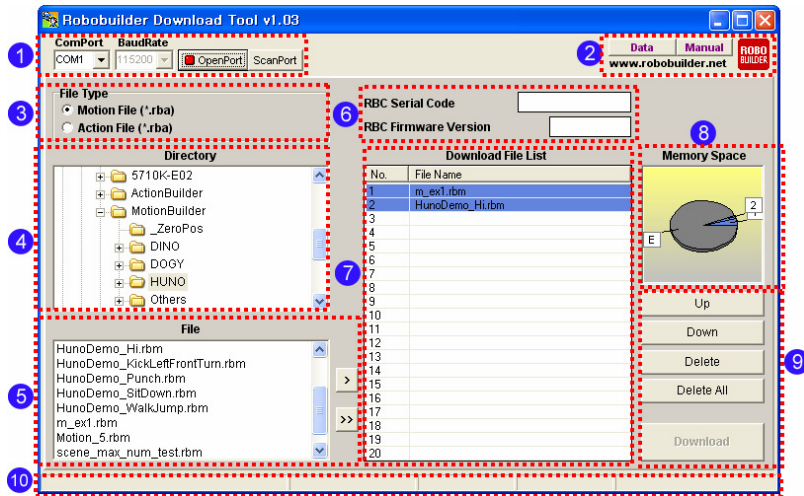 Robobuilder Download Tool v1.03
1
ComPort BaudRate
COM1 115200 OpenPort ScanPort
2
Data Manual
www.robobuilder.net
ROBO
BUILDER
3
File Type
Motion File (*.rba)
Action File (*.rba)
6
RBC Serial Code
RBC Firmware Version
4
Directory
5710K-E02
ActionBuilder
MotionBuilder
_ZeroPos
DINO
DOGY
HUNO
Others
5
File
HunoDemo_Hi.rbm
HunoDemo_KickLeftFrontTurn.rbm
HunoDemo_Punch.rbm
HunoDemo_SitDown.rbm
HunoDemo_WalkJump.rbm
m_ex1.rbm
Motion_5.rbm
scene_max_num_test.rbm
>
>>
7
Download File List
No. File Name
1 m_ex1.rbm
2 HunoDemo_Hi.rbm
3
4
5
6
7
8
9
10
11
12
13
14
15
16
17
18
19
20
8
Memory Space
2
E
9
Up
Down
Delete
Delete All
Download
10